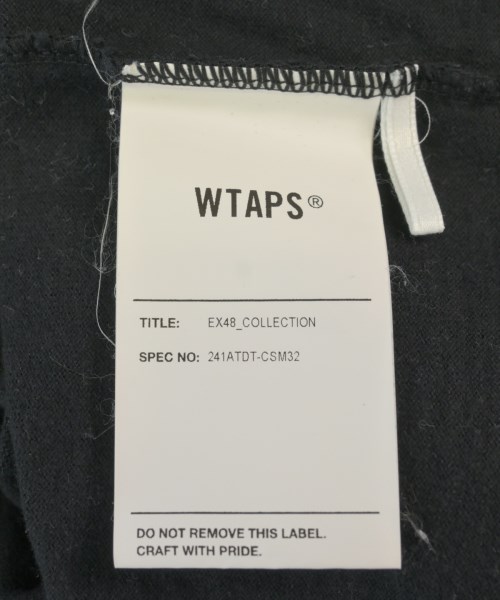 WTAPS®
TITLE: EX48_COLLECTION
SPEC NO: 241ATDT-CSM32
DO NOT REMOVE THIS LABEL.
CRAFT WITH PRIDE.